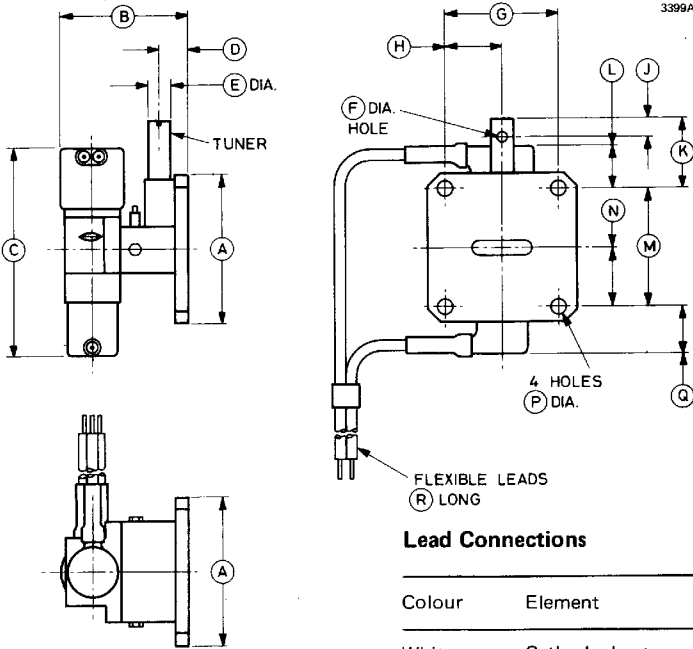 3399A
B
D
E DIA.
TUNER
C
A
G
H
L
J
F DIA.
HOLE
K
N
M
4 HOLES
P DIA.
Q
FLEXIBLE LEADS
R LONG
A
Lead Connections
Colour Element